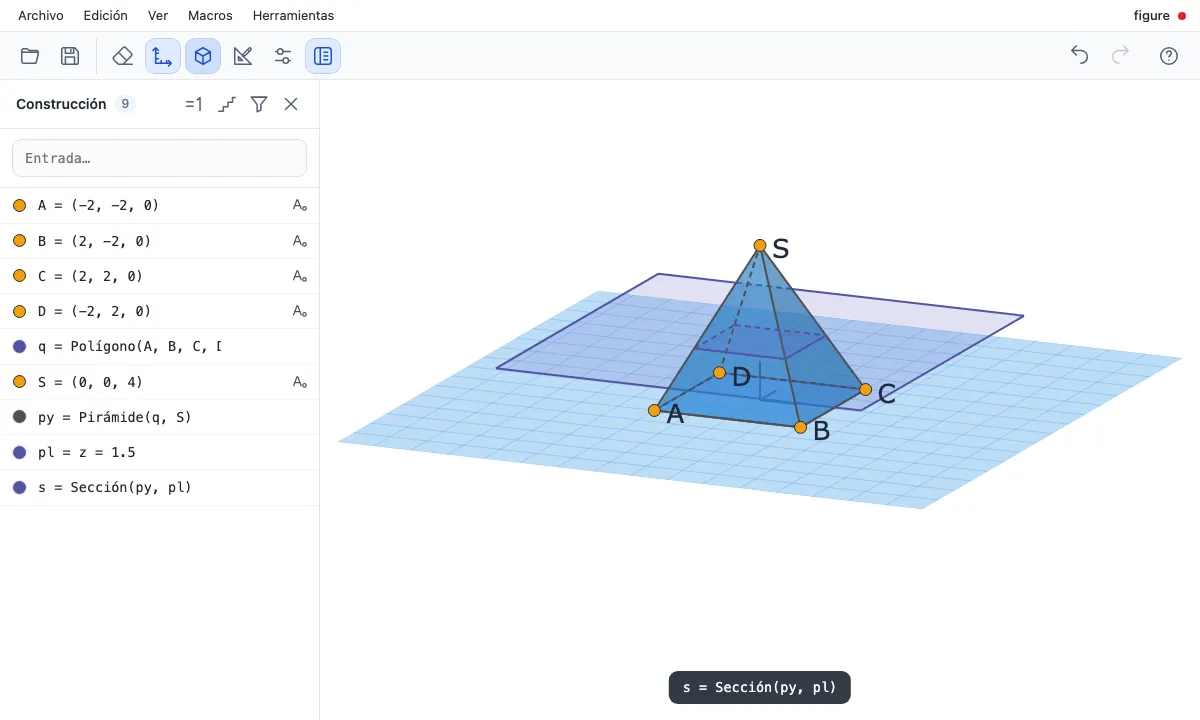 Archivo Edición Ver Macros Herramientas figure
Construcción 9 =1
Entrada…
A = (−2, −2, 0)
B = (2, −2, 0)
C = (2, 2, 0)
D = (−2, 2, 0)
q = Polígono(A, B, C, D
S = (0, 0, 4)
py = Pirámide(q, S)
pl = z = 1.5
s = Sección(py, pl)
S
D
C
A
B
s = Sección(py, pl)